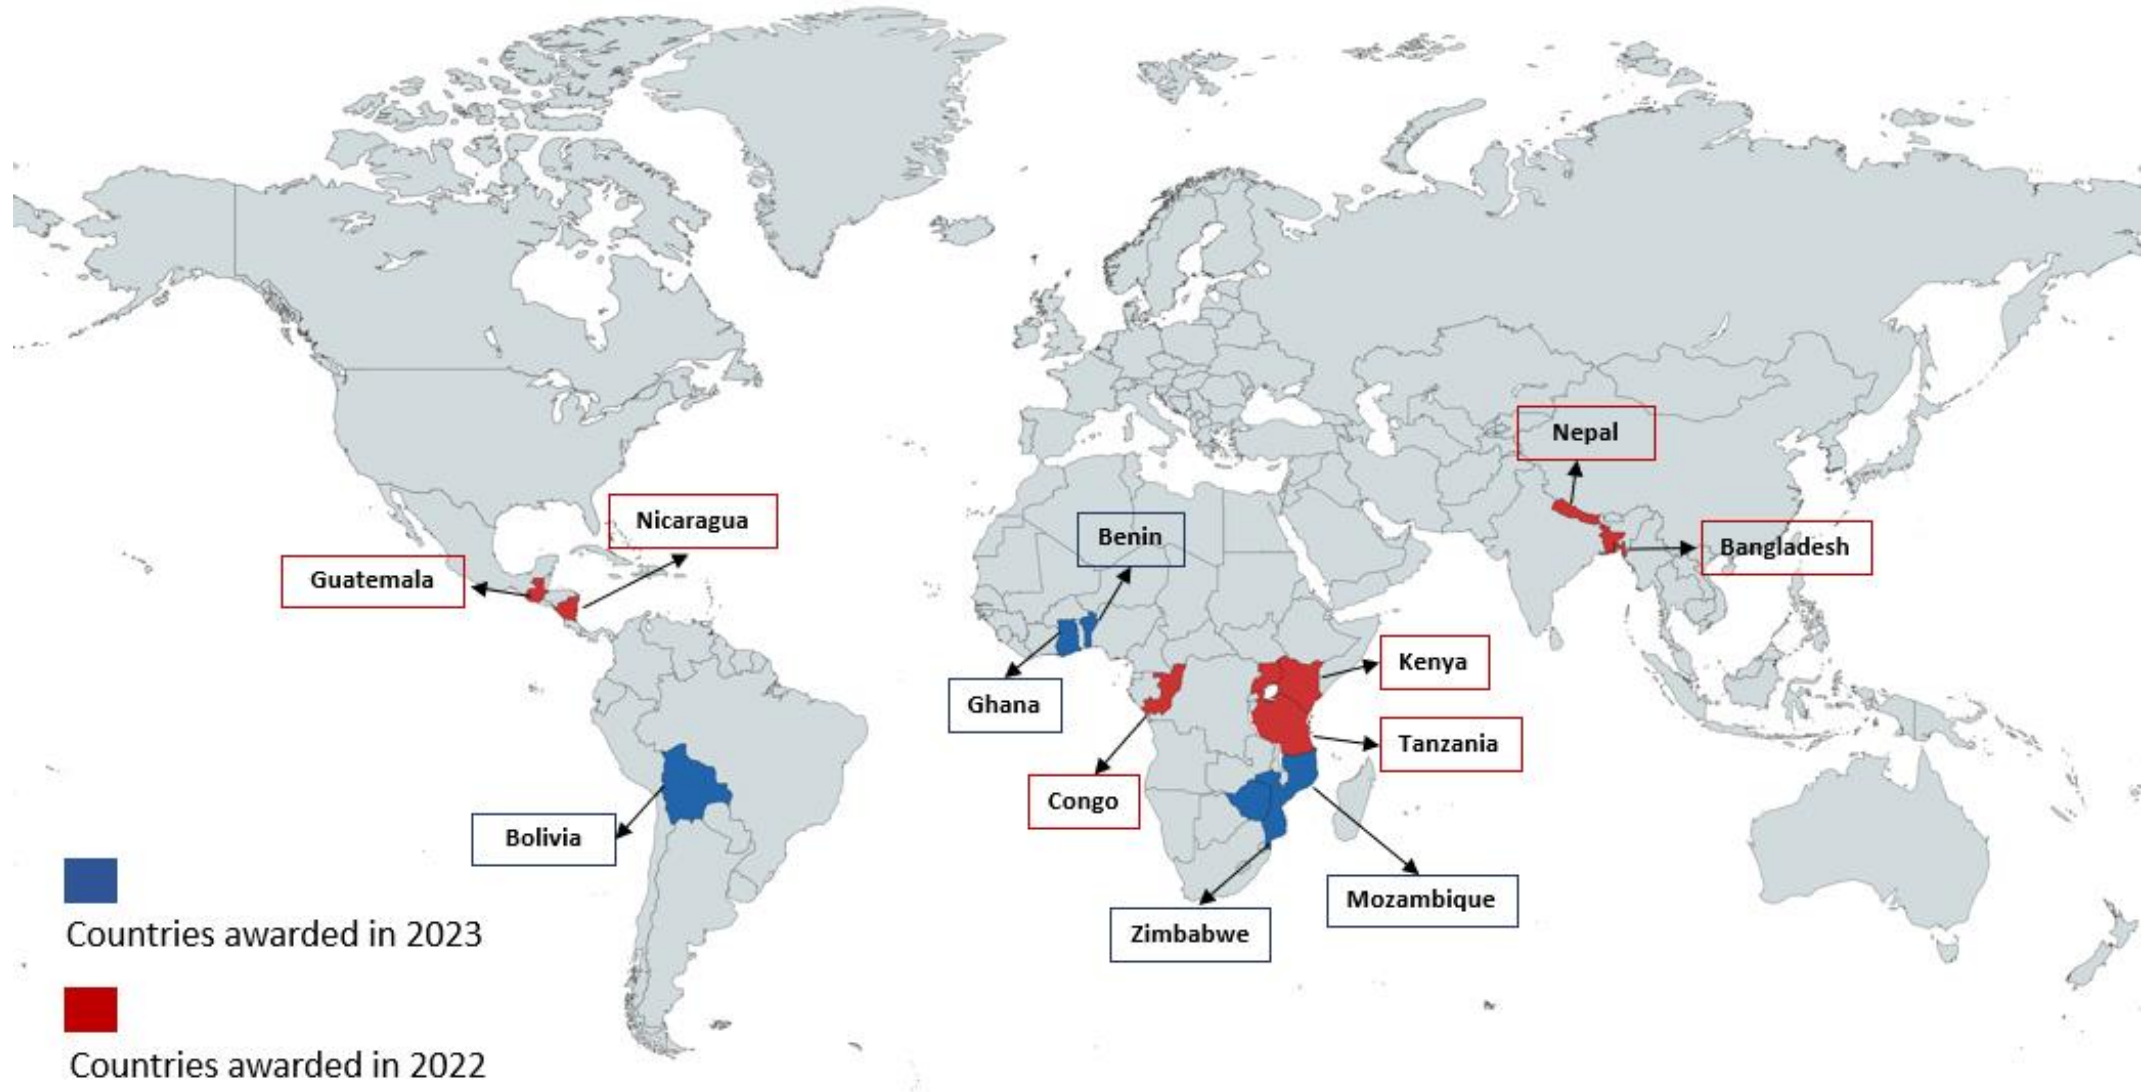 Nepal
Nicaragua
Benin
Bangladesh
Guatemala
Kenya
Ghana
Tanzania
Congo
Bolivia
Mozambique
Zimbabwe
Countries awarded in 2023
Countries awarded in 2022